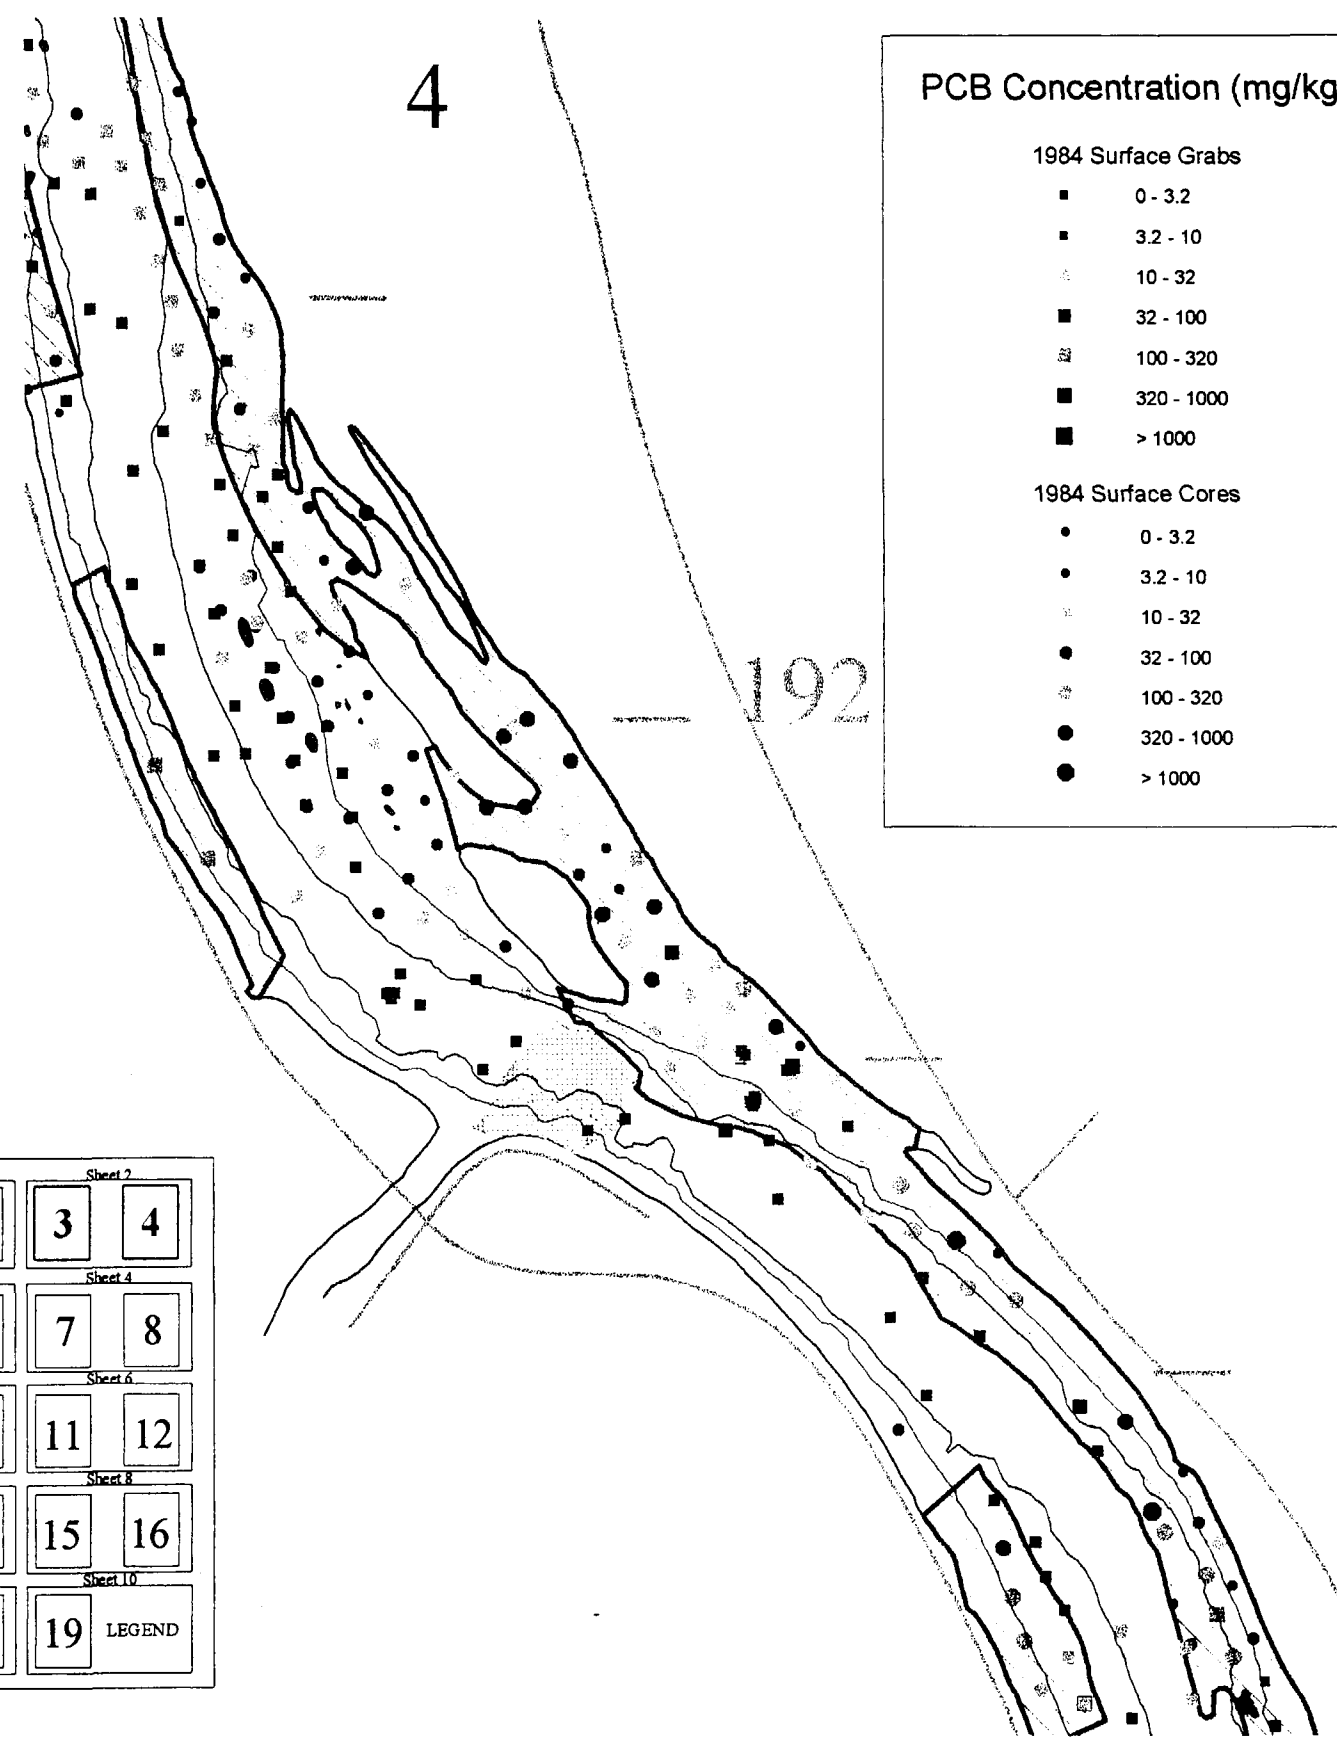 4
PCB Concentration (mg/kg
1984 Surface Grabs
0 - 3.2
3.2 - 10
10 - 32
32 - 100
100 - 320
320 - 1000
> 1000
1984 Surface Cores
0 - 3.2
3.2 - 10
10 - 32
32 - 100
100 - 320
320 - 1000
> 1000
192
Sheet 2
3 4
Sheet 4
7 8
Sheet 6
11 12
Sheet 8
15 16
Sheet 10
19 LEGEND